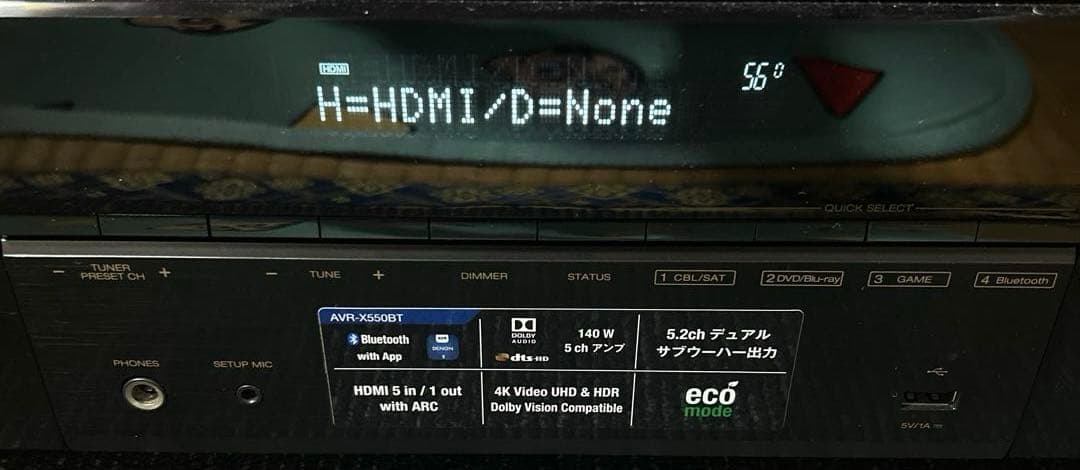 HDMI
H=HDMI/D=None
560
QUICK SELECT
− TUNER PRESET CH +
− TUNE +
DIMMER
STATUS
1 CBL/SAT
2 DVD/Blu-ray
3 GAME
4 Bluetooth
AVR-X550BT
Bluetooth
with App
DENON
DOLBY
AUDIO
dts-HD
140 W
5 ch アンプ
5.2ch デュアル
サブウーハー出力
HDMI 5 in / 1 out
with ARC
4K Video UHD & HDR
Dolby Vision Compatible
eco
mode
PHONES
SETUP MIC
5V/1A